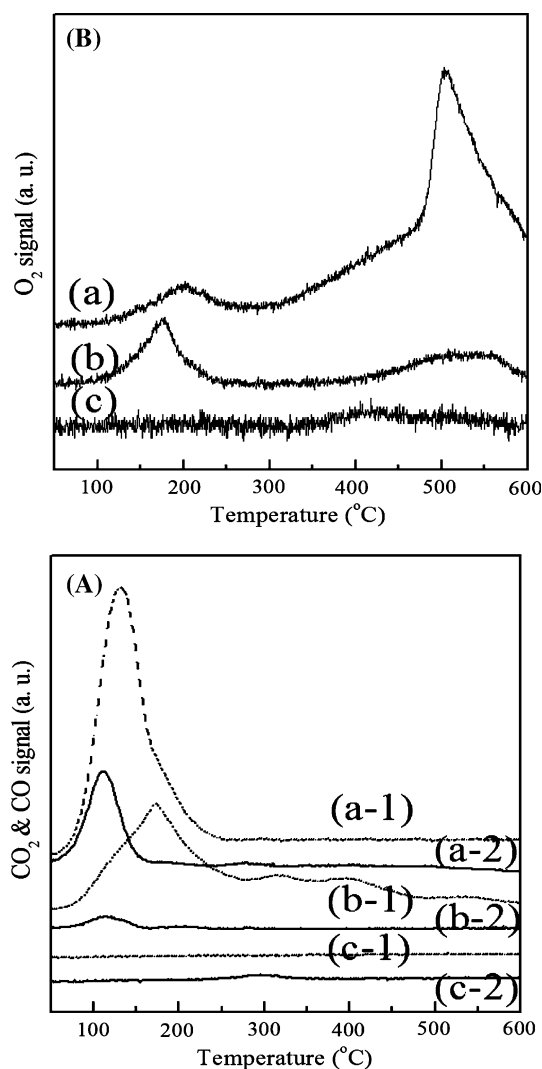 (B)
O₂ signal (a. u.)
(a)
(b)
(c)
100 200 300 400 500 600
Temperature (°C)
(A)
CO₂ & CO signal (a. u.)
(a-1)
(a-2)
(b-1)
(b-2)
(c-1)
(c-2)
100 200 300 400 500 600
Temperature (°C)